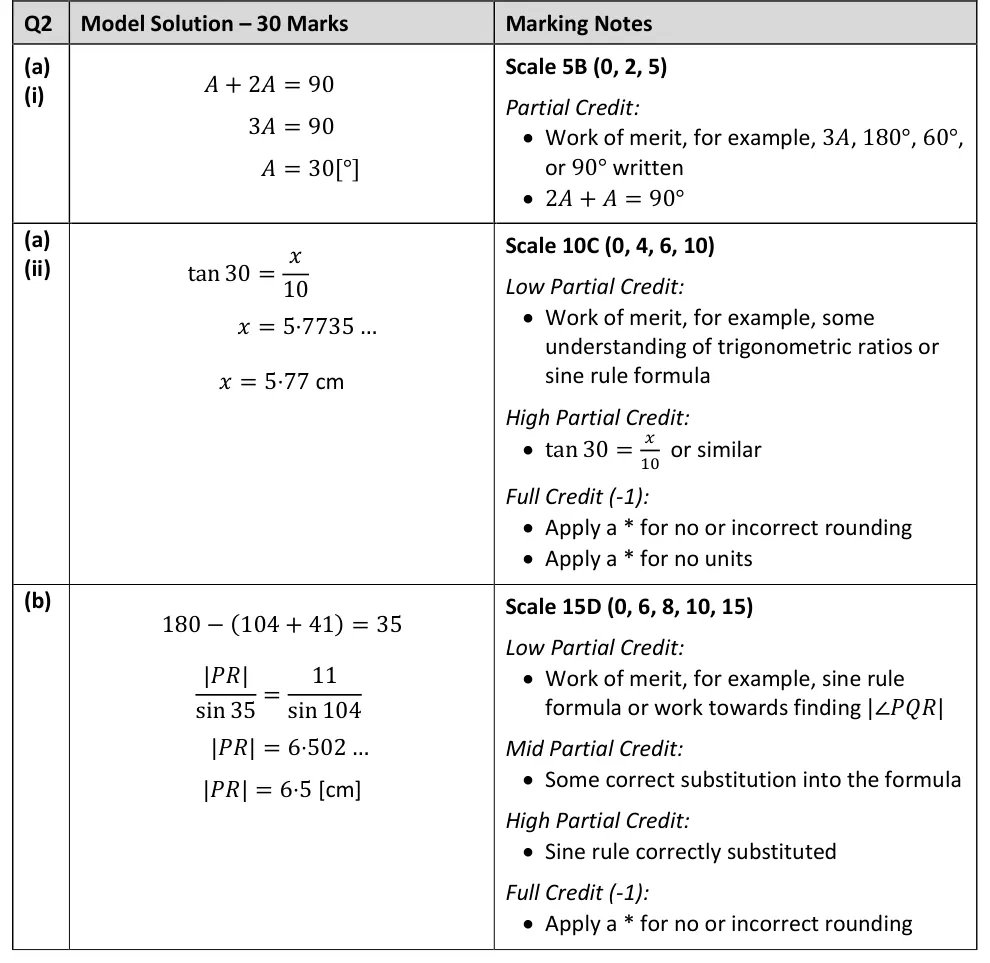 Q2 Model Solution – 30 Marks Marking Notes
(a)
(i)
A + 2A = 90
3A = 90
A = 30[°]
Scale 5B (0, 2, 5)
Partial Credit:
• Work of merit, for example, 3A, 180°, 60°,
or 90° written
• 2A + A = 90°
(a)
(ii)
tan 30 = x/10
x = 5·7735 …
x = 5·77 cm
Scale 10C (0, 4, 6, 10)
Low Partial Credit:
• Work of merit, for example, some
understanding of trigonometric ratios or
sine rule formula
High Partial Credit:
• tan 30 = x/10 or similar
Full Credit (-1):
• Apply a * for no or incorrect rounding
• Apply a * for no units
(b)
180 − (104 + 41) = 35
|PR|/sin 35 = 11/sin 104
|PR| = 6·502 …
|PR| = 6·5 [cm]
Scale 15D (0, 6, 8, 10, 15)
Low Partial Credit:
• Work of merit, for example, sine rule
formula or work towards finding |∠PQR|
Mid Partial Credit:
• Some correct substitution into the formula
High Partial Credit:
• Sine rule correctly substituted
Full Credit (-1):
• Apply a * for no or incorrect rounding